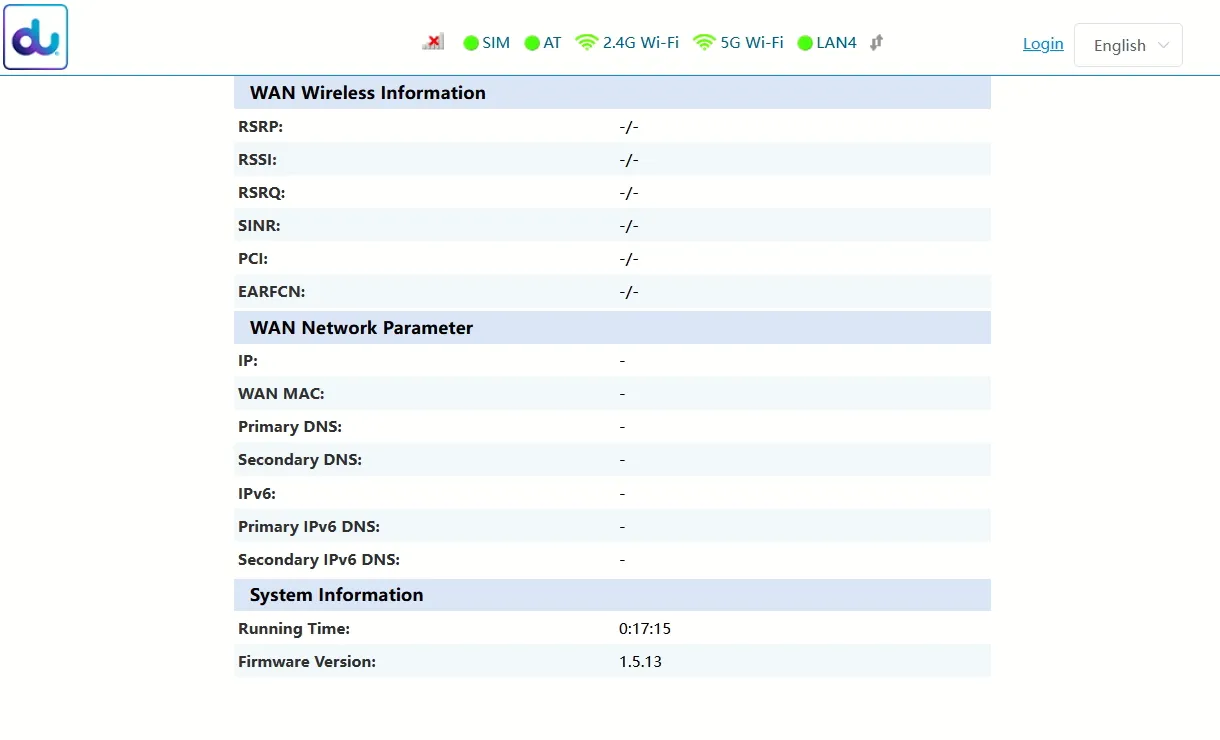 du
SIM AT 2.4G Wi-Fi 5G Wi-Fi LAN4 Login English
WAN Wireless Information
RSRP: -/-
RSSI: -/-
RSRQ: -/-
SINR: -/-
PCI: -/-
EARFCN: -/-
WAN Network Parameter
IP: -
WAN MAC: -
Primary DNS: -
Secondary DNS: -
IPv6: -
Primary IPv6 DNS: -
Secondary IPv6 DNS: -
System Information
Running Time: 0:17:15
Firmware Version: 1.5.13